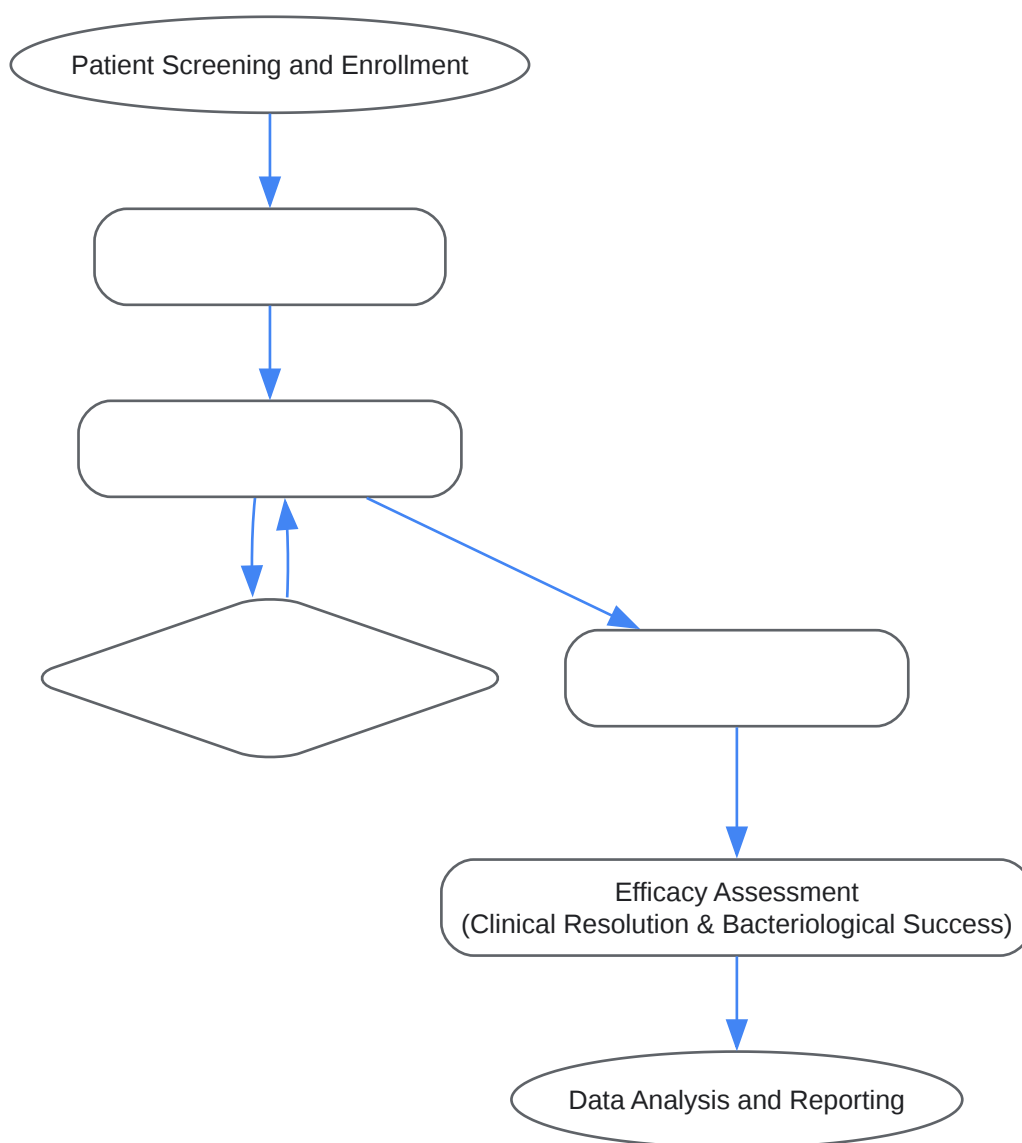 Patient Screening and Enrollment
Efficacy Assessment
(Clinical Resolution & Bacteriological Success)
Data Analysis and Reporting